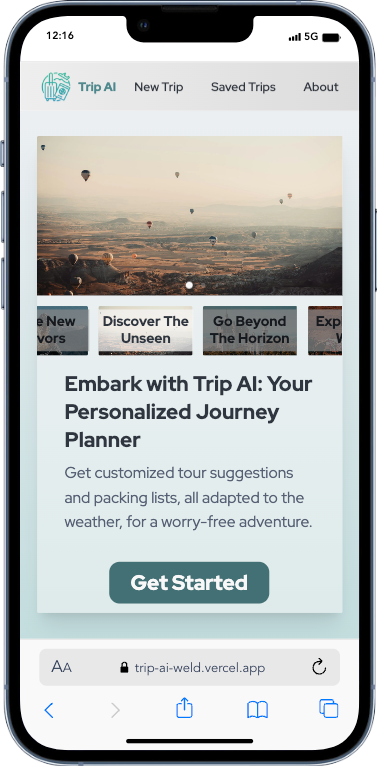 12:16
5G
Trip AI New Trip Saved Trips About
e New Discover The Go Beyond Exp
vors Unseen The Horizon W
Embark with Trip AI: Your
Personalized Journey
Planner
Get customized tour suggestions
and packing lists, all adapted to the
weather, for a worry-free adventure.
Get Started
AA trip-ai-weld.vercel.app